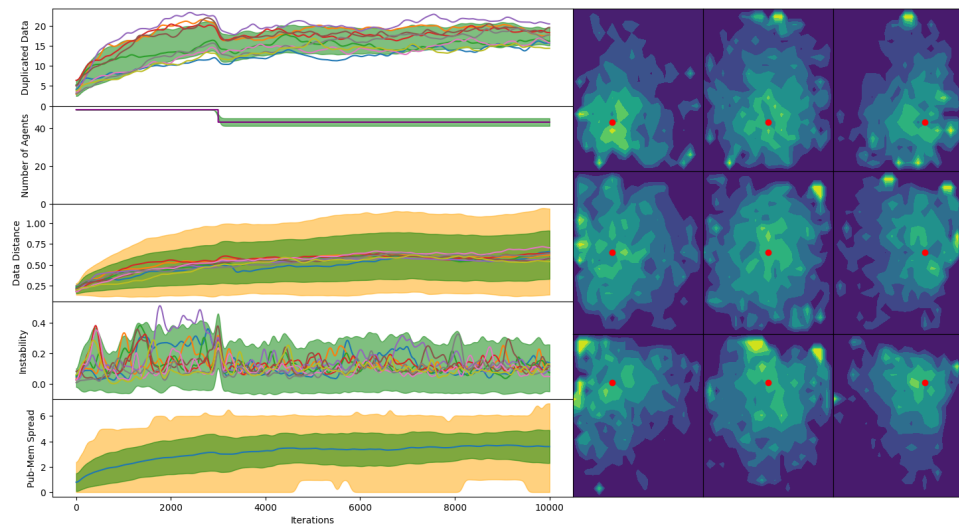 Duplicated Data
20
15
10
5
0
Number of Agents
40
20
0
Data Distance
1.00
0.75
0.50
0.25
Instability
0.4
0.2
0.0
Pub-Mem Spread
6
4
2
0
0 2000 4000 6000 8000 10000
Iterations